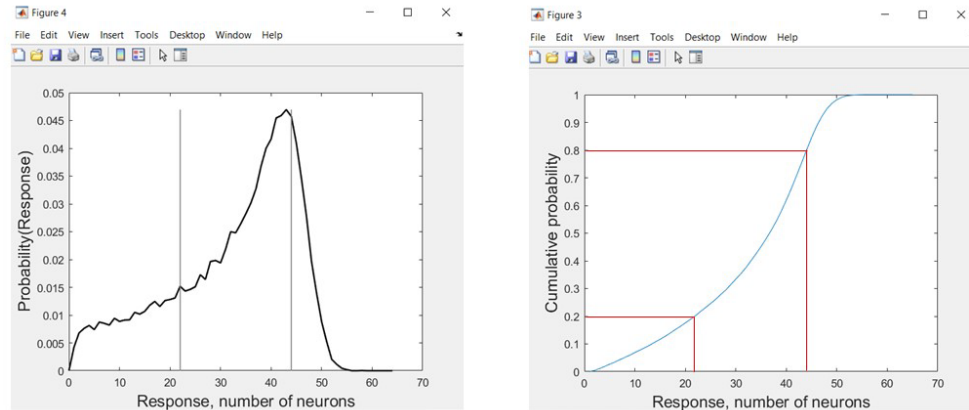 Figure 4
File Edit View Insert Tools Desktop Window Help
0.05
0.045
0.04
0.035
0.03
0.025
0.02
0.015
0.01
0.005
0
Probability(Response)
0 10 20 30 40 50 60 70
Response, number of neurons
Figure 3
File Edit View Insert Tools Desktop Window Help
1
0.9
0.8
0.7
0.6
0.5
0.4
0.3
0.2
0.1
0
Cumulative probability
0 10 20 30 40 50 60 70
Response, number of neurons